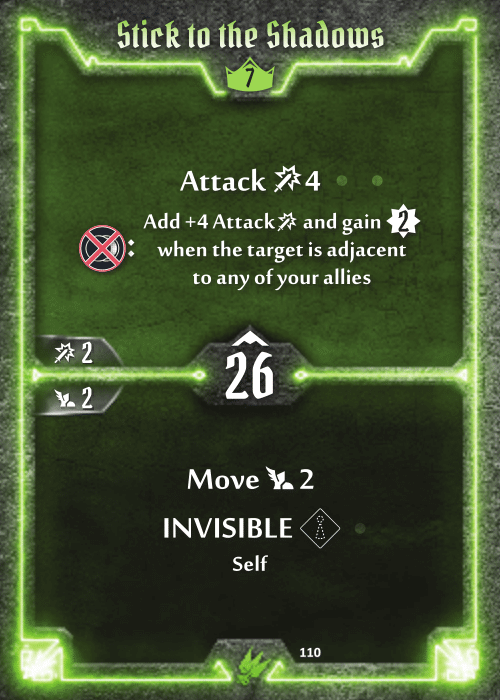 Stick to the Shadows
7
Attack 4
Add +4 Attack and gain 2
: when the target is adjacent
to any of your allies
2
26
2
Move 2
INVISIBLE
Self
110